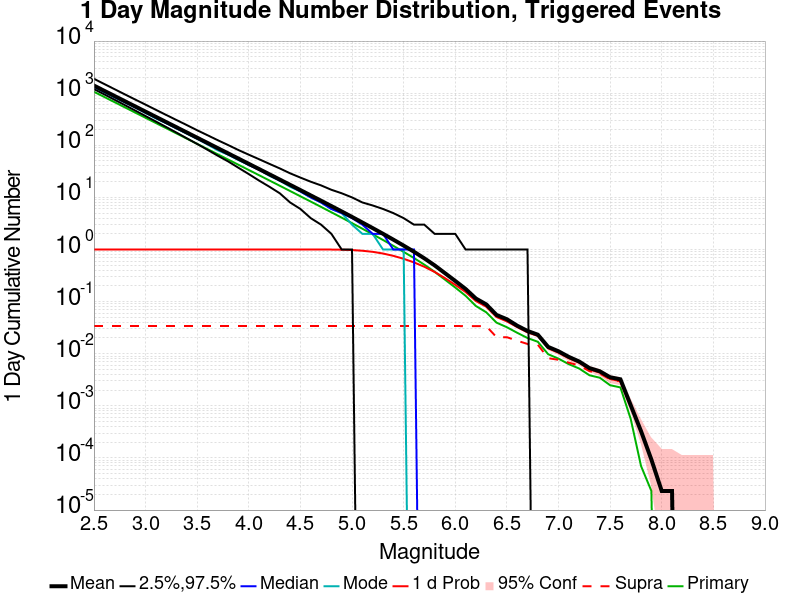 1 Day Magnitude Number Distribution, Triggered Events
1 Day Cumulative Number
10^4
10^3
10^2
10^1
10^0
10^-1
10^-2
10^-3
10^-4
10^-5
2.5 3.0 3.5 4.0 4.5 5.0 5.5 6.0 6.5 7.0 7.5 8.0 8.5 9.0
Magnitude
Mean 2.5%,97.5% Median Mode 1 d Prob 95% Conf Supra Primary